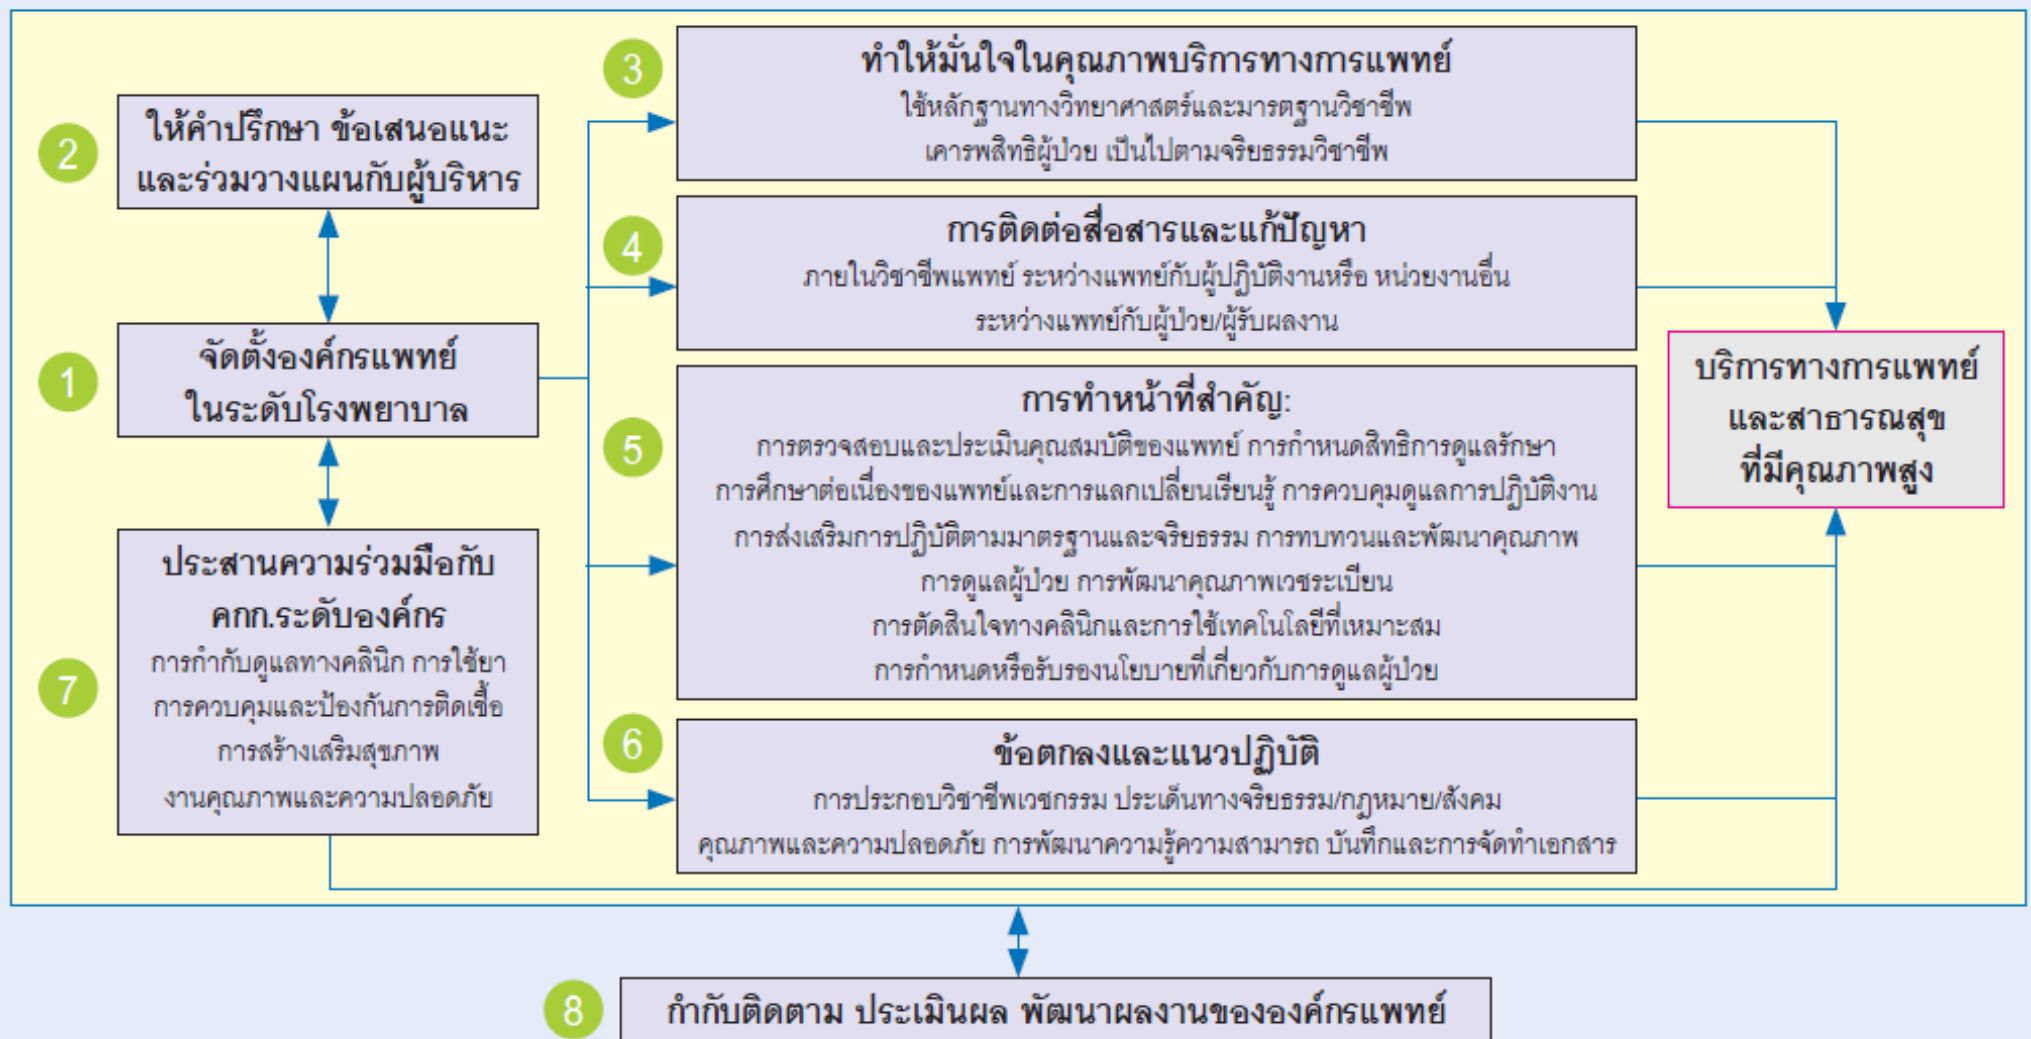 1
จัดตั้งองค์กรแพทย์
ในระดับโรงพยาบาล
2
ให้คำปรึกษา ข้อเสนอแนะ
และร่วมวางแผนกับผู้บริหาร
3
ทำให้มั่นใจในคุณภาพบริการทางการแพทย์
ใช้หลักฐานทางวิทยาศาสตร์และมารตฐานวิชาชีพ
เคารพสิทธิผู้ป่วย เป็นไปตามจริยธรรมวิชาชีพ
4
การติดต่อสื่อสารและแก้ปัญหา
ภายในวิชาชีพแพทย์ ระหว่างแพทย์กับผู้ปฏิบัติงานหรือ หน่วยงานอื่น
ระหว่างแพทย์กับผู้ป่วย/ผู้รับผลงาน
5
การทำหน้าที่สำคัญ:
การตรวจสอบและประเมินคุณสมบัติของแพทย์ การกำหนดสิทธิการดูแลรักษา
การศึกษาต่อเนื่องของแพทย์และการแลกเปลี่ยนเรียนรู้ การควบคุมดูแลการปฏิบัติงาน
การส่งเสริมการปฏิบัติตามมาตรฐานและจริยธรรม การทบทวนและพัฒนาคุณภาพ
การดูแลผู้ป่วย การพัฒนาคุณภาพเวชระเบียน
การตัดสินใจทางคลินิกและการใช้เทคโนโลยีที่เหมาะสม
การกำหนดหรือรับรองนโยบายที่เกี่ยวกับการดูแลผู้ป่วย
6
ข้อตกลงและแนวปฏิบัติ
การประกอบวิชาชีพเวชกรรม ประเด็นทางจริยธรรม/กฎหมาย/สังคม
คุณภาพและความปลอดภัย การพัฒนาความรู้ความสามารถ บันทึกและการจัดทำเอกสาร
7
ประสานความร่วมมือกับ
คกก.ระดับองค์กร
การกำกับดูแลทางคลินิก การใช้ยา
การควบคุมและป้องกันการติดเชื้อ
การสร้างเสริมสุขภาพ
งานคุณภาพและความปลอดภัย
บริการทางการแพทย์
และสาธารณสุข
ที่มีคุณภาพสูง
8
กำกับติดตาม ประเมินผล พัฒนาผลงานขององค์กรแพทย์